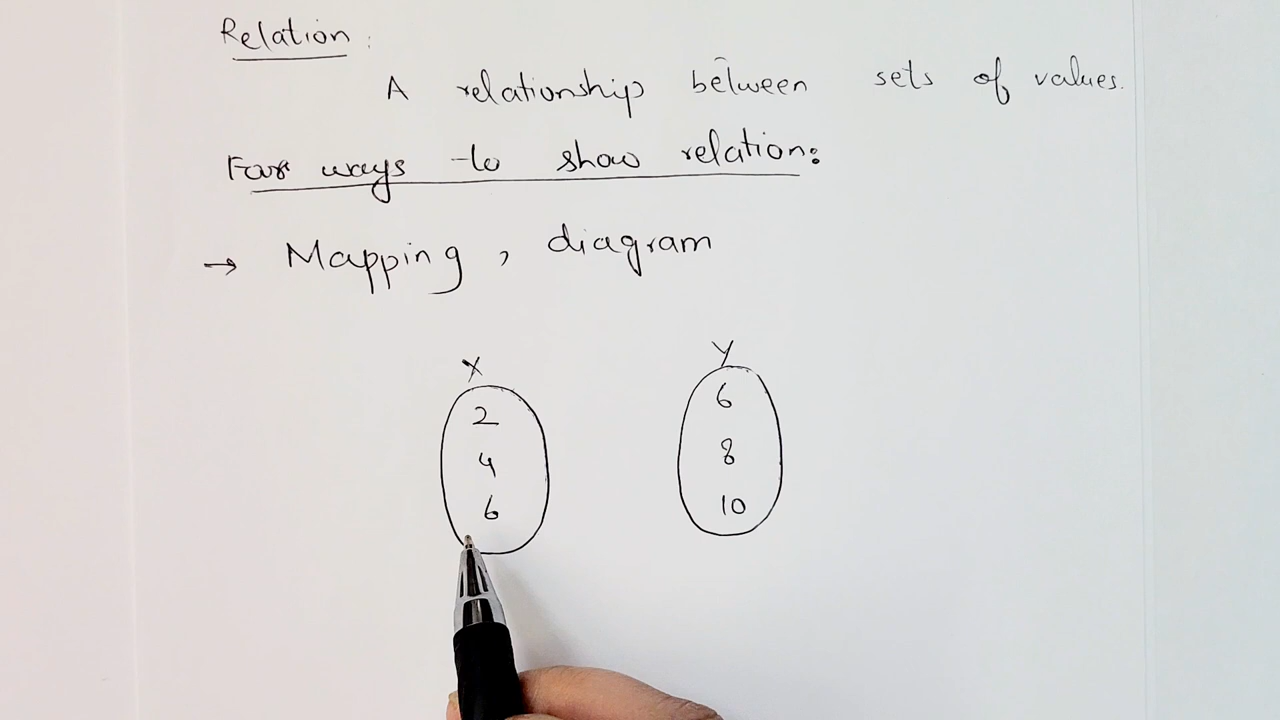 Relation :
A relationship between sets of values.
Four ways to show relation:
→ Mapping, diagram
X Y
2 6
4 8
6 10